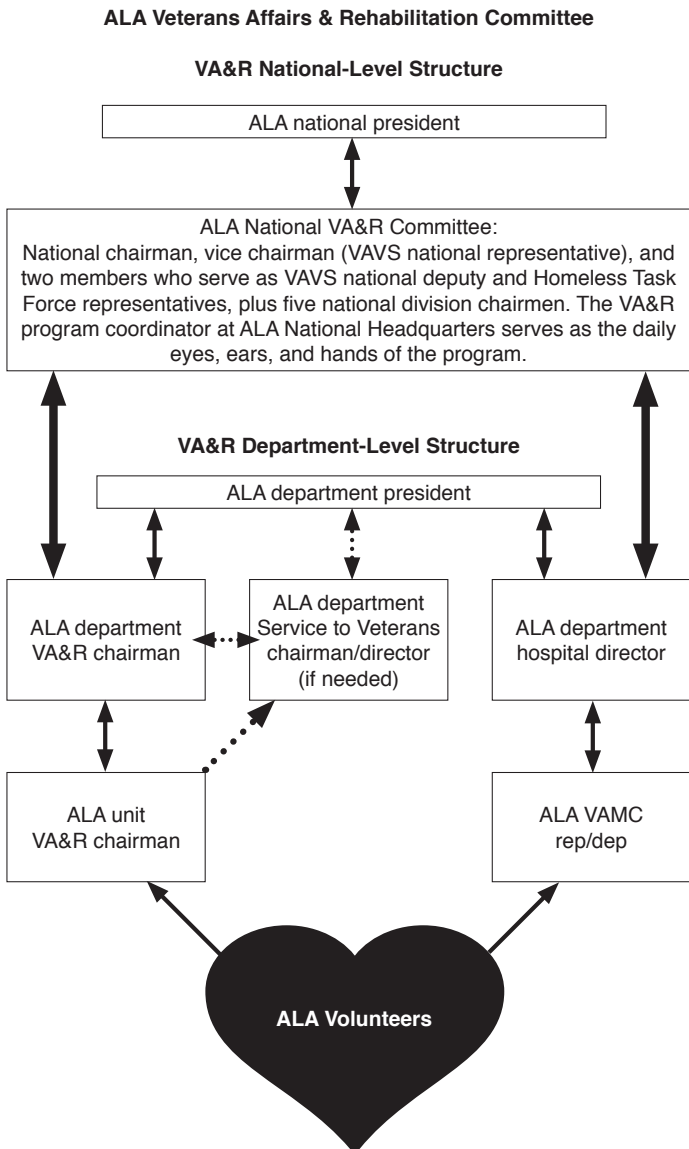 ALA Veterans Affairs & Rehabilitation Committee
VA&R National-Level Structure
ALA national president
ALA National VA&R Committee:
National chairman, vice chairman (VAVS national representative), and
two members who serve as VAVS national deputy and Homeless Task
Force representatives, plus five national division chairmen. The VA&R
program coordinator at ALA National Headquarters serves as the daily
eyes, ears, and hands of the program.
VA&R Department-Level Structure
ALA department president
ALA department
VA&R chairman
ALA department
Service to Veterans
chairman/director
(if needed)
ALA department
hospital director
ALA unit
VA&R chairman
ALA VAMC
rep/dep
ALA Volunteers